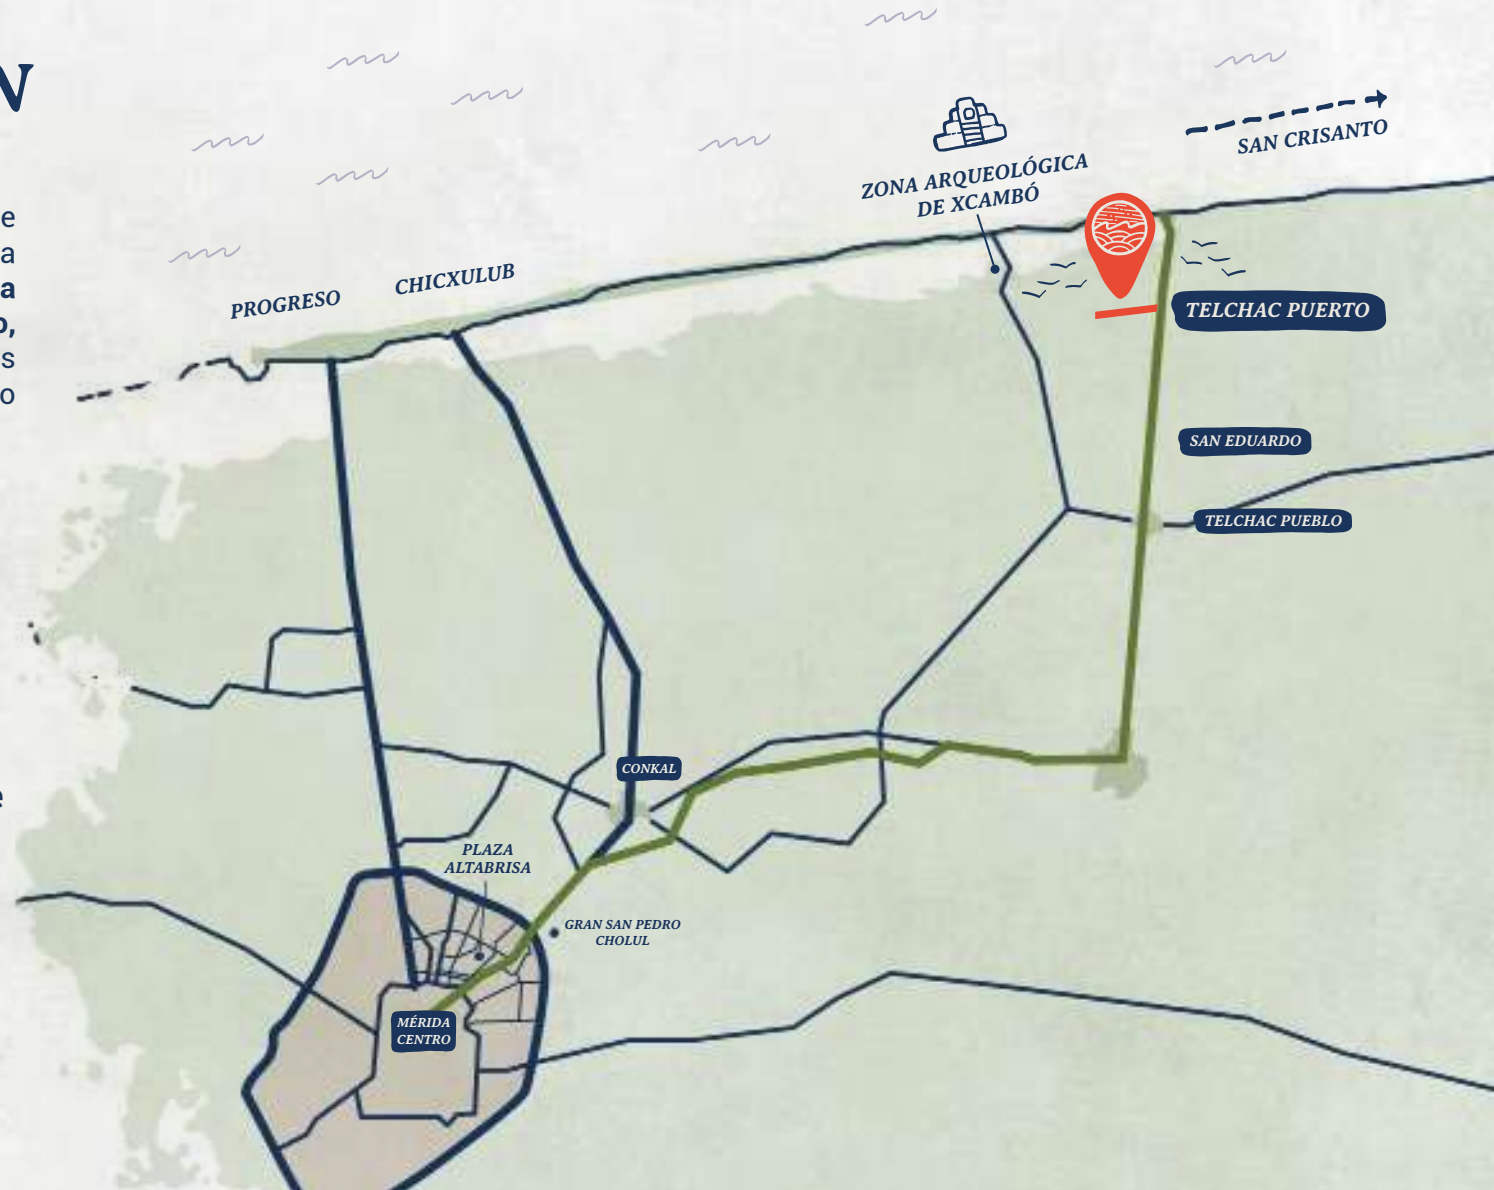 N
e
a
a
o,
s
o
e
SAN CRISANTO
ZONA ARQUEOLÓGICA
DE XCAMBÓ
CHICXULUB
PROGRESO
TELCHAC PUERTO
SAN EDUARDO
TELCHAC PUEBLO
CONKAL
PLAZA
ALTABRISA
GRAN SAN PEDRO
CHOLUL
MÉRIDA
CENTRO